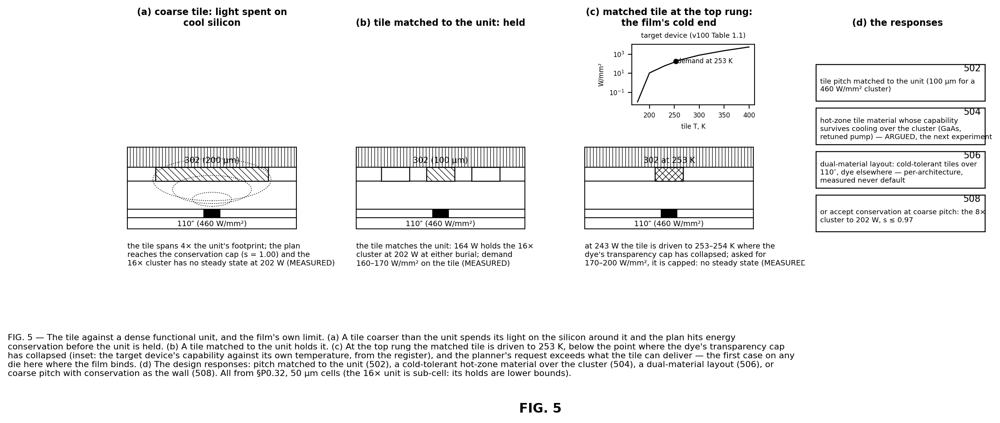 (a) coarse tile: light spent on
cool silicon
302 (200 µm)
110″ (460 W/mm²)
the tile spans 4× the unit's footprint; the plan
reaches the conservation cap (s = 1.00) and the
16× cluster has no steady state at 202 W (MEASURED)
(b) tile matched to the unit: held
302 (100 µm)
110″ (460 W/mm²)
the tile matches the unit: 164 W holds the 16×
cluster at 202 W at either burial; demand
160–170 W/mm² on the tile (MEASURED)
(c) matched tile at the top rung:
the film's cold end
target device (v100 Table 1.1)
10³
10¹
10⁻¹
W/mm²
demand at 253 K
200 250 300 350 400
tile T, K
302 at 253 K
110″ (460 W/mm²)
at 243 W the tile is driven to 253–254 K where the
dye's transparency cap has collapsed; asked for
170–200 W/mm², it is capped: no steady state (MEASURED
(d) the responses
502
tile pitch matched to the unit (100 µm for a
460 W/mm² cluster)
504
hot-zone tile material whose capability
survives cooling over the cluster (GaAs,
retuned pump) — ARGUED, the next experiment
506
dual-material layout: cold-tolerant tiles over
110″, dye elsewhere — per-architecture,
measured never default
508
or accept conservation at coarse pitch: the 8×
cluster to 202 W, s ≤ 0.97
FIG. 5 — The tile against a dense functional unit, and the film's own limit. (a) A tile coarser than the unit spends its light on the silicon around it and the plan hits energy
conservation before the unit is held. (b) A tile matched to the unit holds it. (c) At the top rung the matched tile is driven to 253 K, below the point where the dye's transparency cap
has collapsed (inset: the target device's capability against its own temperature, from the register), and the planner's request exceeds what the tile can deliver — the first case on any
die here where the film binds. (d) The design responses: pitch matched to the unit (502), a cold-tolerant hot-zone material over the cluster (504), a dual-material layout (506), or
coarse pitch with conservation as the wall (508). All from §P0.32, 50 µm cells (the 16× unit is sub-cell: its holds are lower bounds).
FIG. 5